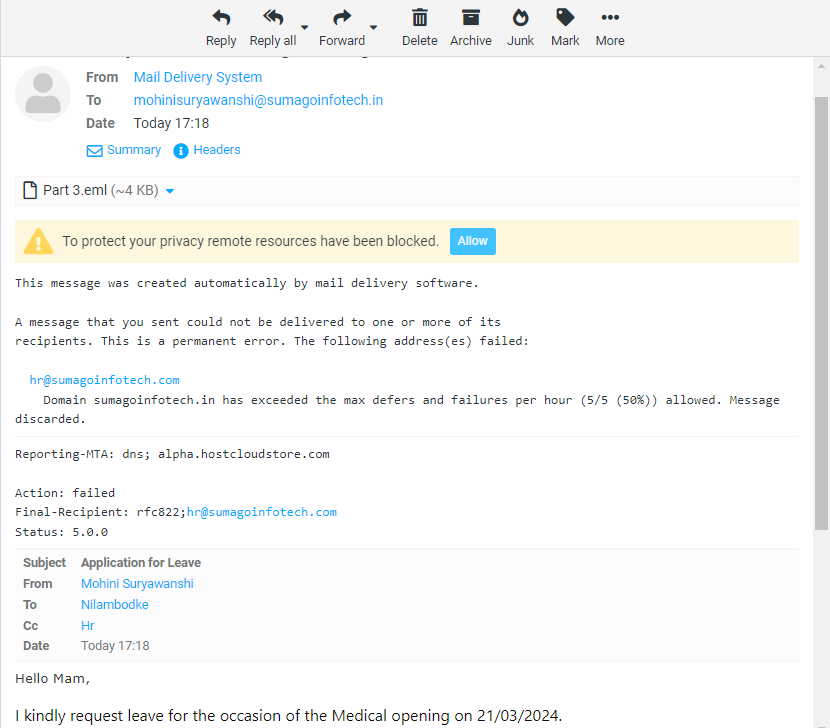 Reply Reply all Forward Delete Archive Junk Mark More
From Mail Delivery System
To mohinisuryawanshi@sumagoinfotech.in
Date Today 17:18
Summary Headers
Part 3.eml (~4 KB)
To protect your privacy remote resources have been blocked. Allow
This message was created automatically by mail delivery software.
A message that you sent could not be delivered to one or more of its
recipients. This is a permanent error. The following address(es) failed:
hr@sumagoinfotech.com
Domain sumagoinfotech.in has exceeded the max defers and failures per hour (5/5 (50%)) allowed. Message
discarded.
Reporting-MTA: dns; alpha.hostcloudstore.com
Action: failed
Final-Recipient: rfc822;hr@sumagoinfotech.com
Status: 5.0.0
Subject Application for Leave
From Mohini Suryawanshi
To Nilambodke
Cc Hr
Date Today 17:18
Hello Mam,
I kindly request leave for the occasion of the Medical opening on 21/03/2024.